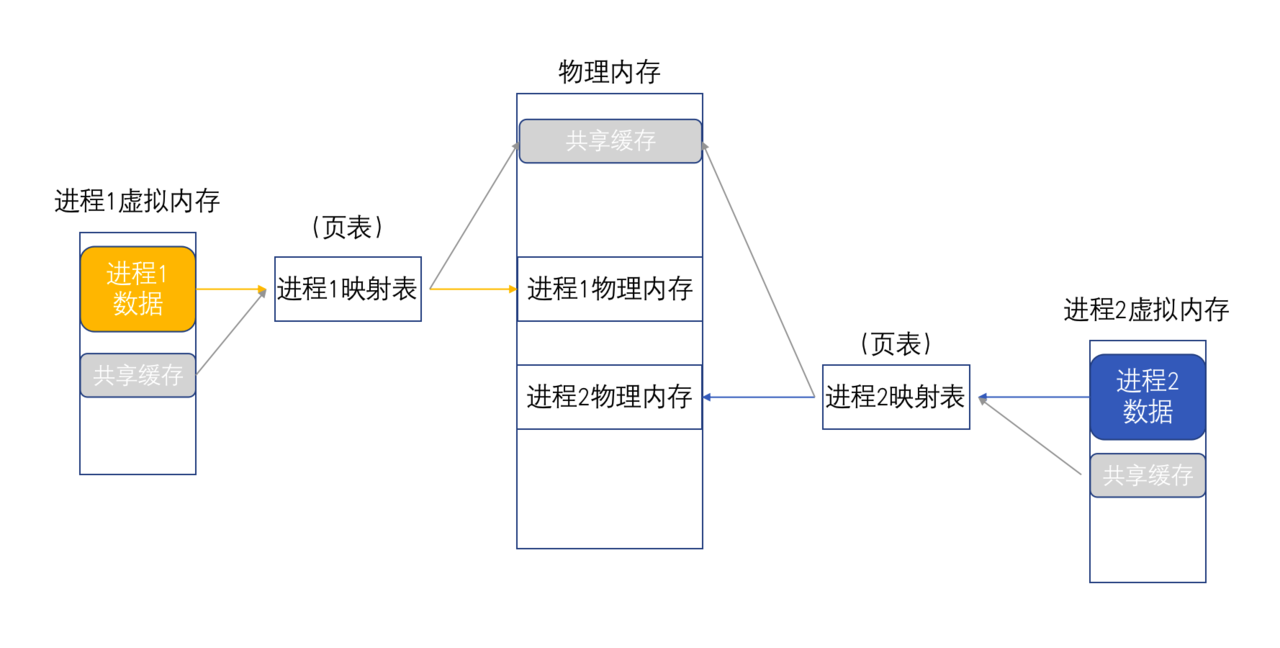 物理内存
共享缓存
进程1虚拟内存
进程1
数据
共享缓存
(页表)
进程1映射表
进程1物理内存
进程2物理内存
(页表)
进程2映射表
进程2虚拟内存
进程2
数据
共享缓存